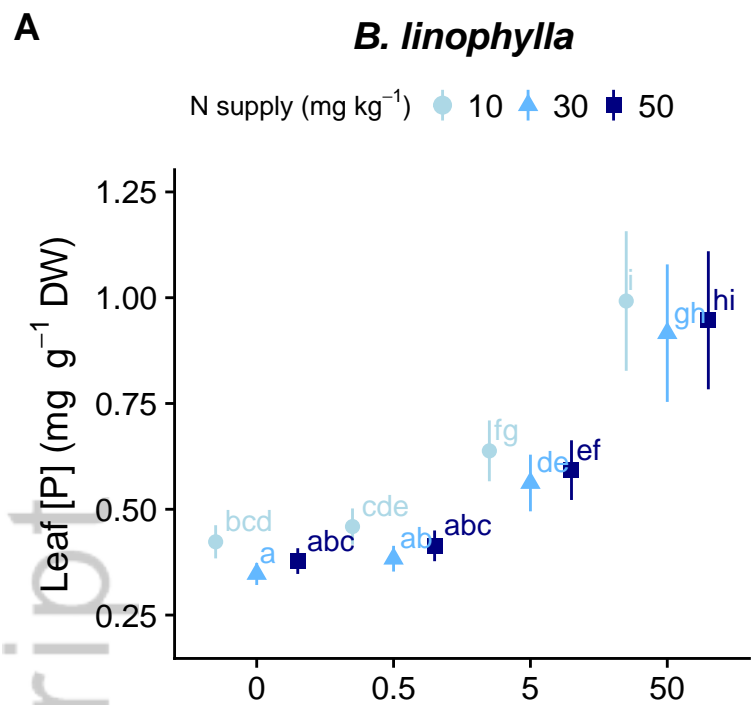 A
B. linophylla
N supply (mg kg⁻¹) 10 30 50
Leaf [P] (mg g⁻¹ DW)
1.25
1.00
0.75
0.50
0.25
i
gh
hi
fg
de
ef
bcd
a
abc
cde
ab
abc
0 0.5 5 50
ript